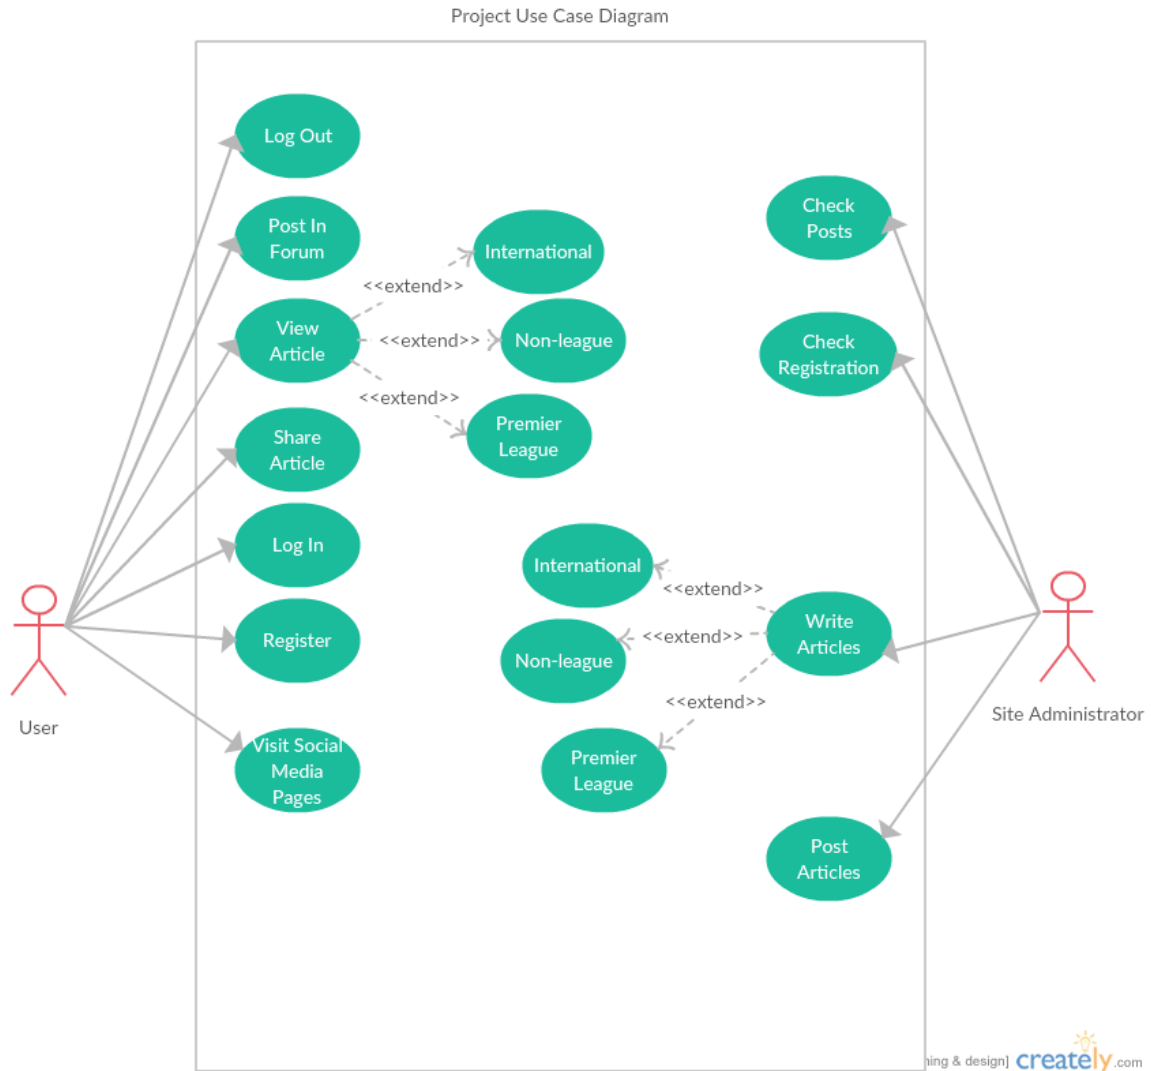 Project Use Case Diagram
Log Out
Post In
Forum
View
Article
Share
Article
Log In
Register
Visit Social
Media
Pages
User
<<extend>>
<<extend>>
<<extend>>
International
Non-league
Premier
League
International
Non-league
Premier
League
<<extend>>
<<extend>>
<<extend>>
Check
Posts
Check
Registration
Write
Articles
Post
Articles
Site Administrator
& design] creately.com